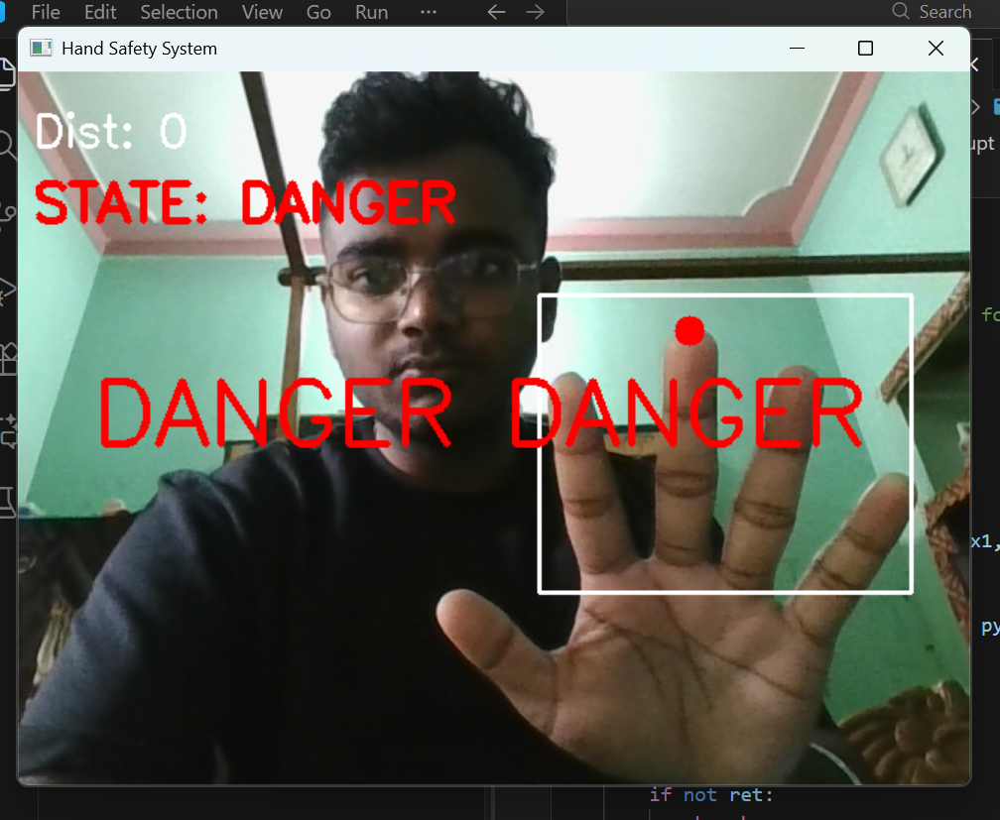 File Edit Selection View Go Run ··· Search
Hand Safety System
Dist: 0
STATE: DANGER
DANGER DANGER
upt
fo
x1,
py
if not ret: